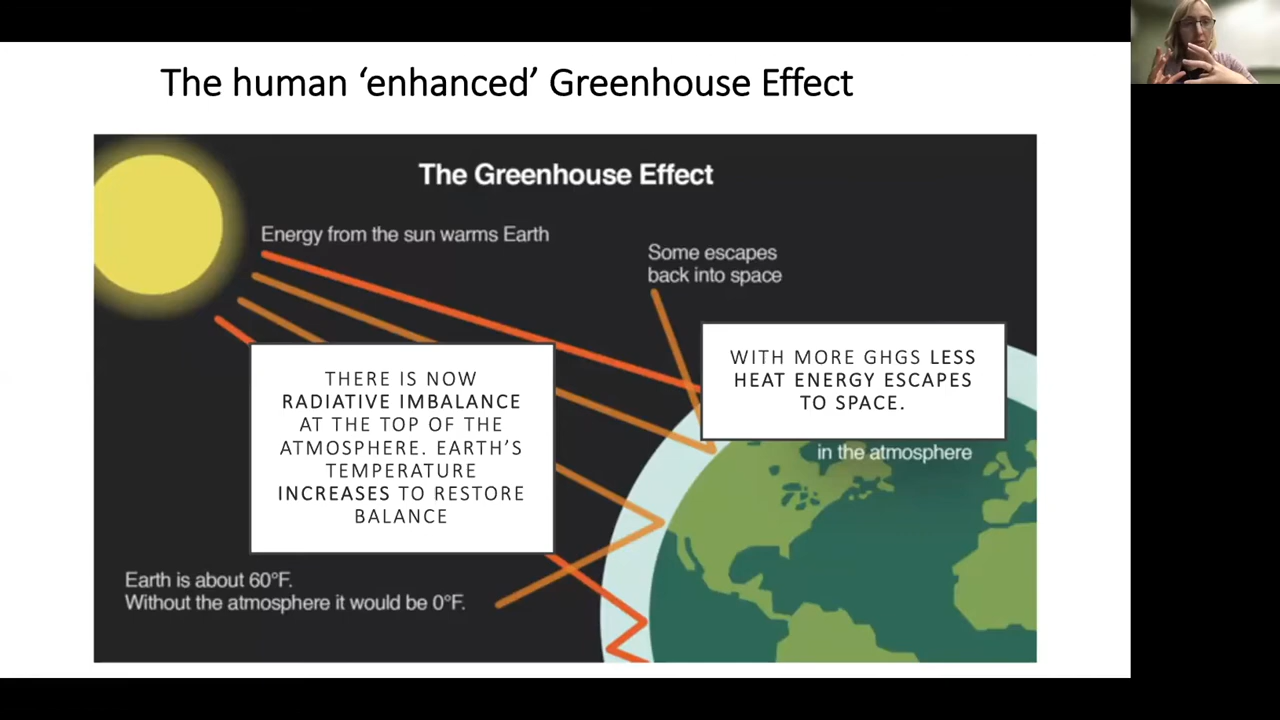 The human ‘enhanced’ Greenhouse Effect
The Greenhouse Effect
Energy from the sun warms Earth
Some escapes
back into space
THERE IS NOW
RADIATIVE IMBALANCE
AT THE TOP OF THE
ATMOSPHERE. EARTH’S
TEMPERATURE
INCREASES TO RESTORE
BALANCE
WITH MORE GHGS LESS
HEAT ENERGY ESCAPES
TO SPACE.
in the atmosphere
Earth is about 60°F.
Without the atmosphere it would be 0°F.